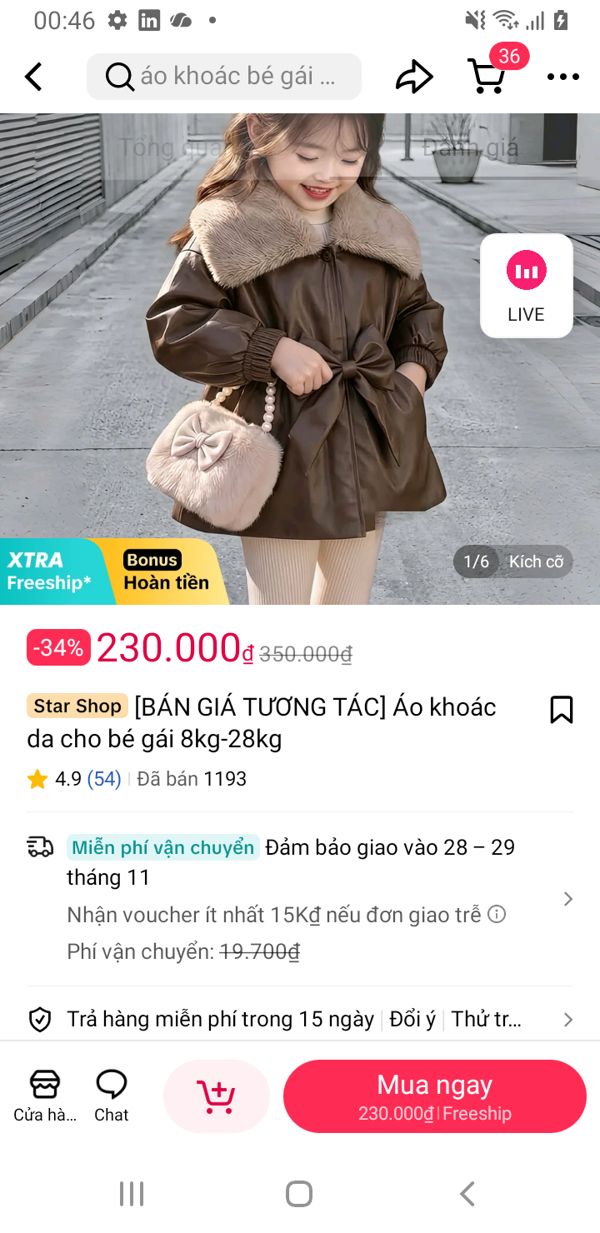 00:46
36
áo khoác bé gái ...
Tổng qua
Đánh giá
LIVE
XTRA
Freeship*
Bonus
Hoàn tiền
1/6 Kích cỡ
-34% 230.000₫ 350.000₫
Star Shop [BÁN GIÁ TƯƠNG TÁC] Áo khoác
da cho bé gái 8kg-28kg
4.9 (54) Đã bán 1193
Miễn phí vận chuyển Đảm bảo giao vào 28 – 29
tháng 11
Nhận voucher ít nhất 15K₫ nếu đơn giao trễ
Phí vận chuyển: 19.700₫
Trả hàng miễn phí trong 15 ngày Đổi ý Thử tr...
Cửa hà...
Chat
Mua ngay
230.000₫ Freeship